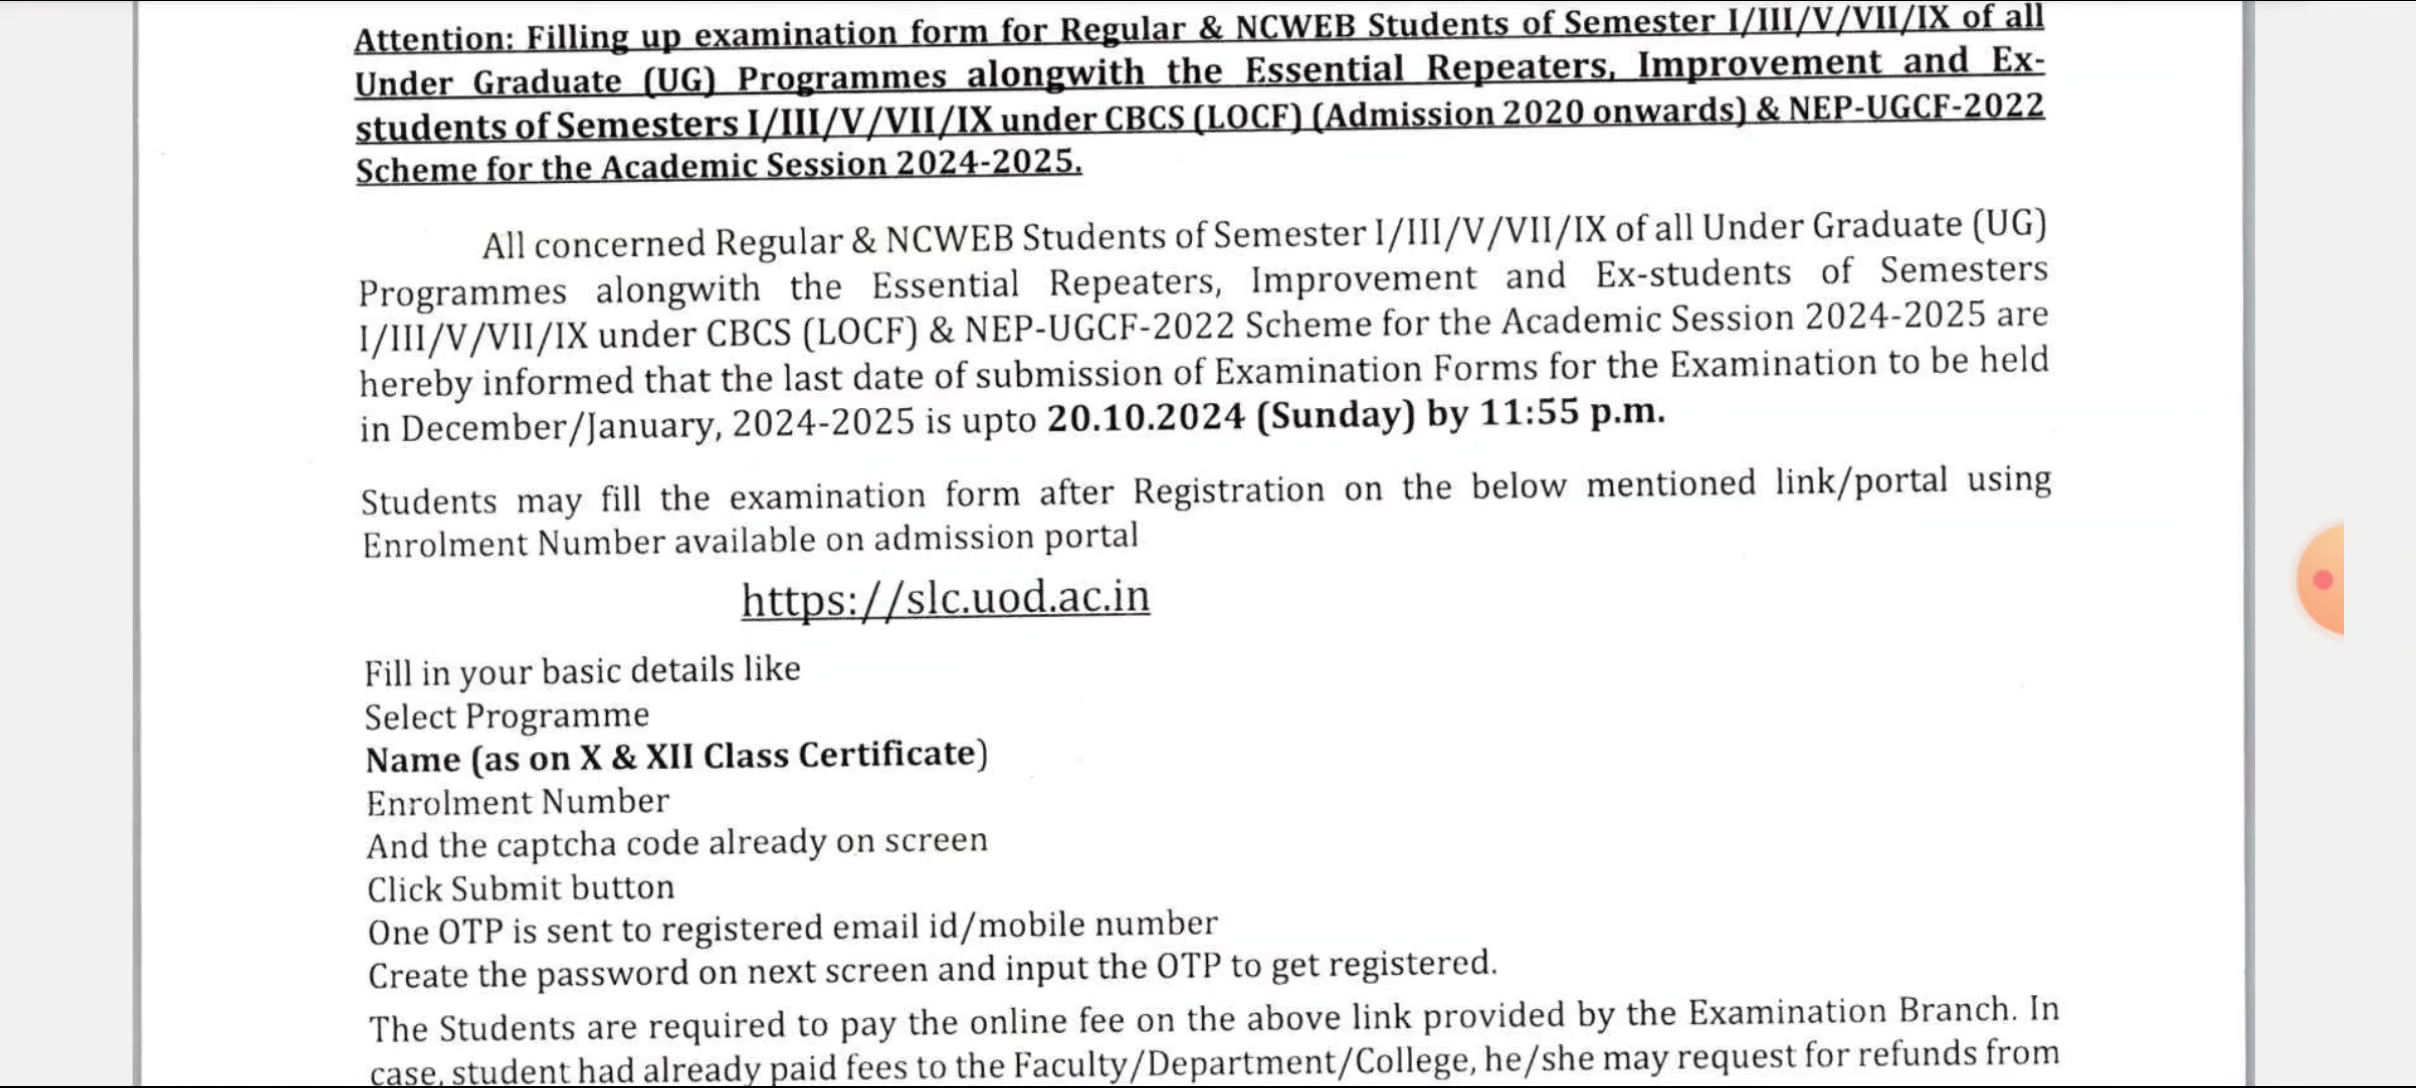 Attention: Filling up examination form for Regular & NCWEB Students of Semester I/III/V/VII/IX of all
Under Graduate (UG) Programmes alongwith the Essential Repeaters, Improvement and Ex-
students of Semesters I/III/V/VII/IX under CBCS (LOCF) (Admission 2020 onwards) & NEP-UGCF-2022
Scheme for the Academic Session 2024-2025.
All concerned Regular & NCWEB Students of Semester I/III/V/VII/IX of all Under Graduate (UG)
Programmes alongwith the Essential Repeaters, Improvement and Ex-students of Semesters
I/III/V/VII/IX under CBCS (LOCF) & NEP-UGCF-2022 Scheme for the Academic Session 2024-2025 are
hereby informed that the last date of submission of Examination Forms for the Examination to be held
in December/January, 2024-2025 is upto 20.10.2024 (Sunday) by 11:55 p.m.
Students may fill the examination form after Registration on the below mentioned link/portal using
Enrolment Number available on admission portal
https://slc.uod.ac.in
Fill in your basic details like
Select Programme
Name (as on X & XII Class Certificate)
Enrolment Number
And the captcha code already on screen
Click Submit button
One OTP is sent to registered email id/mobile number
Create the password on next screen and input the OTP to get registered.
The Students are required to pay the online fee on the above link provided by the Examination Branch. In
case, student had already paid fees to the Faculty/Department/College, he/she may request for refunds from